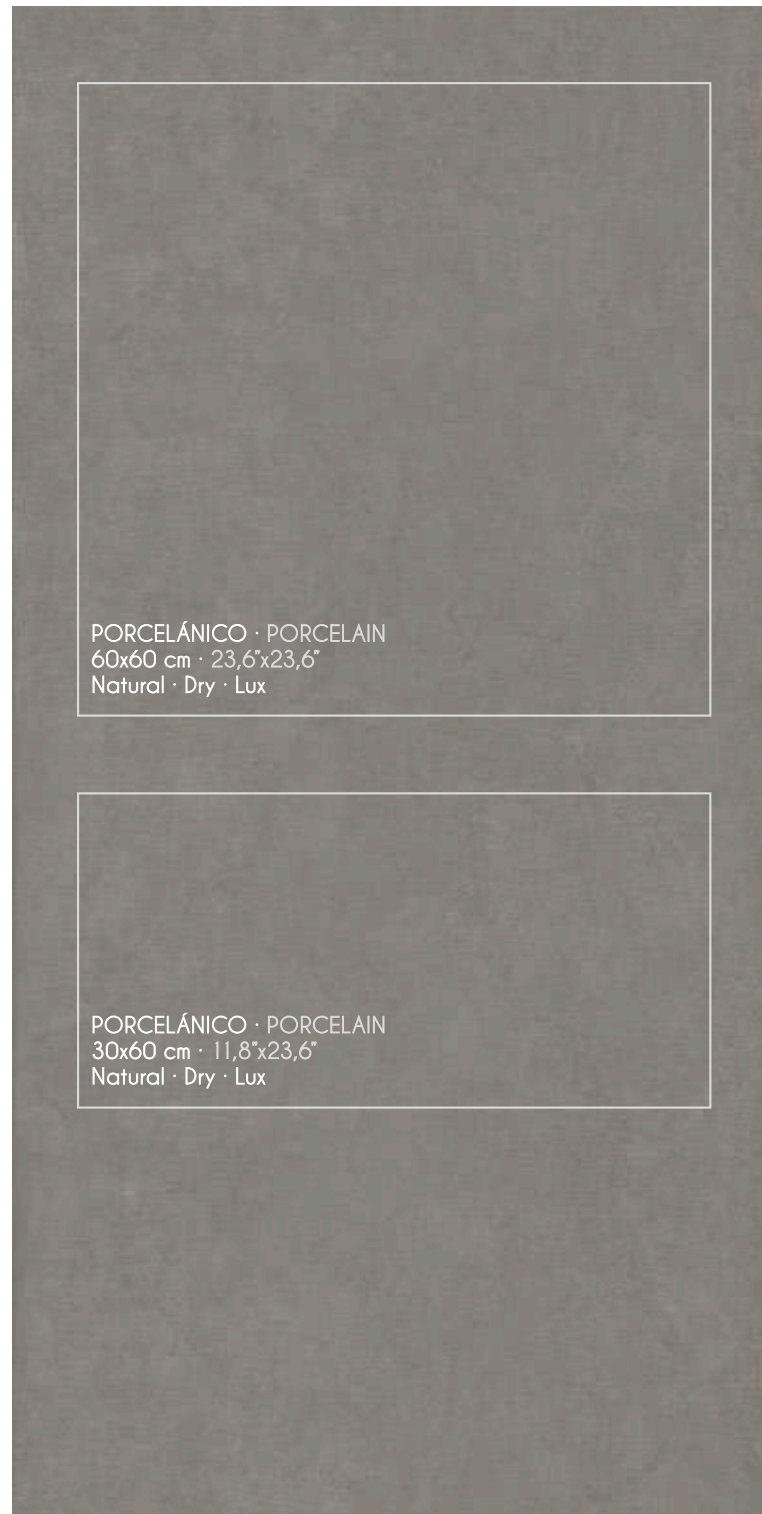 PORCELÁNICO · PORCELAIN
60x60 cm · 23,6"x23,6"
Natural · Dry · Lux
PORCELÁNICO · PORCELAIN
30x60 cm · 11,8"x23,6"
Natural · Dry · Lux